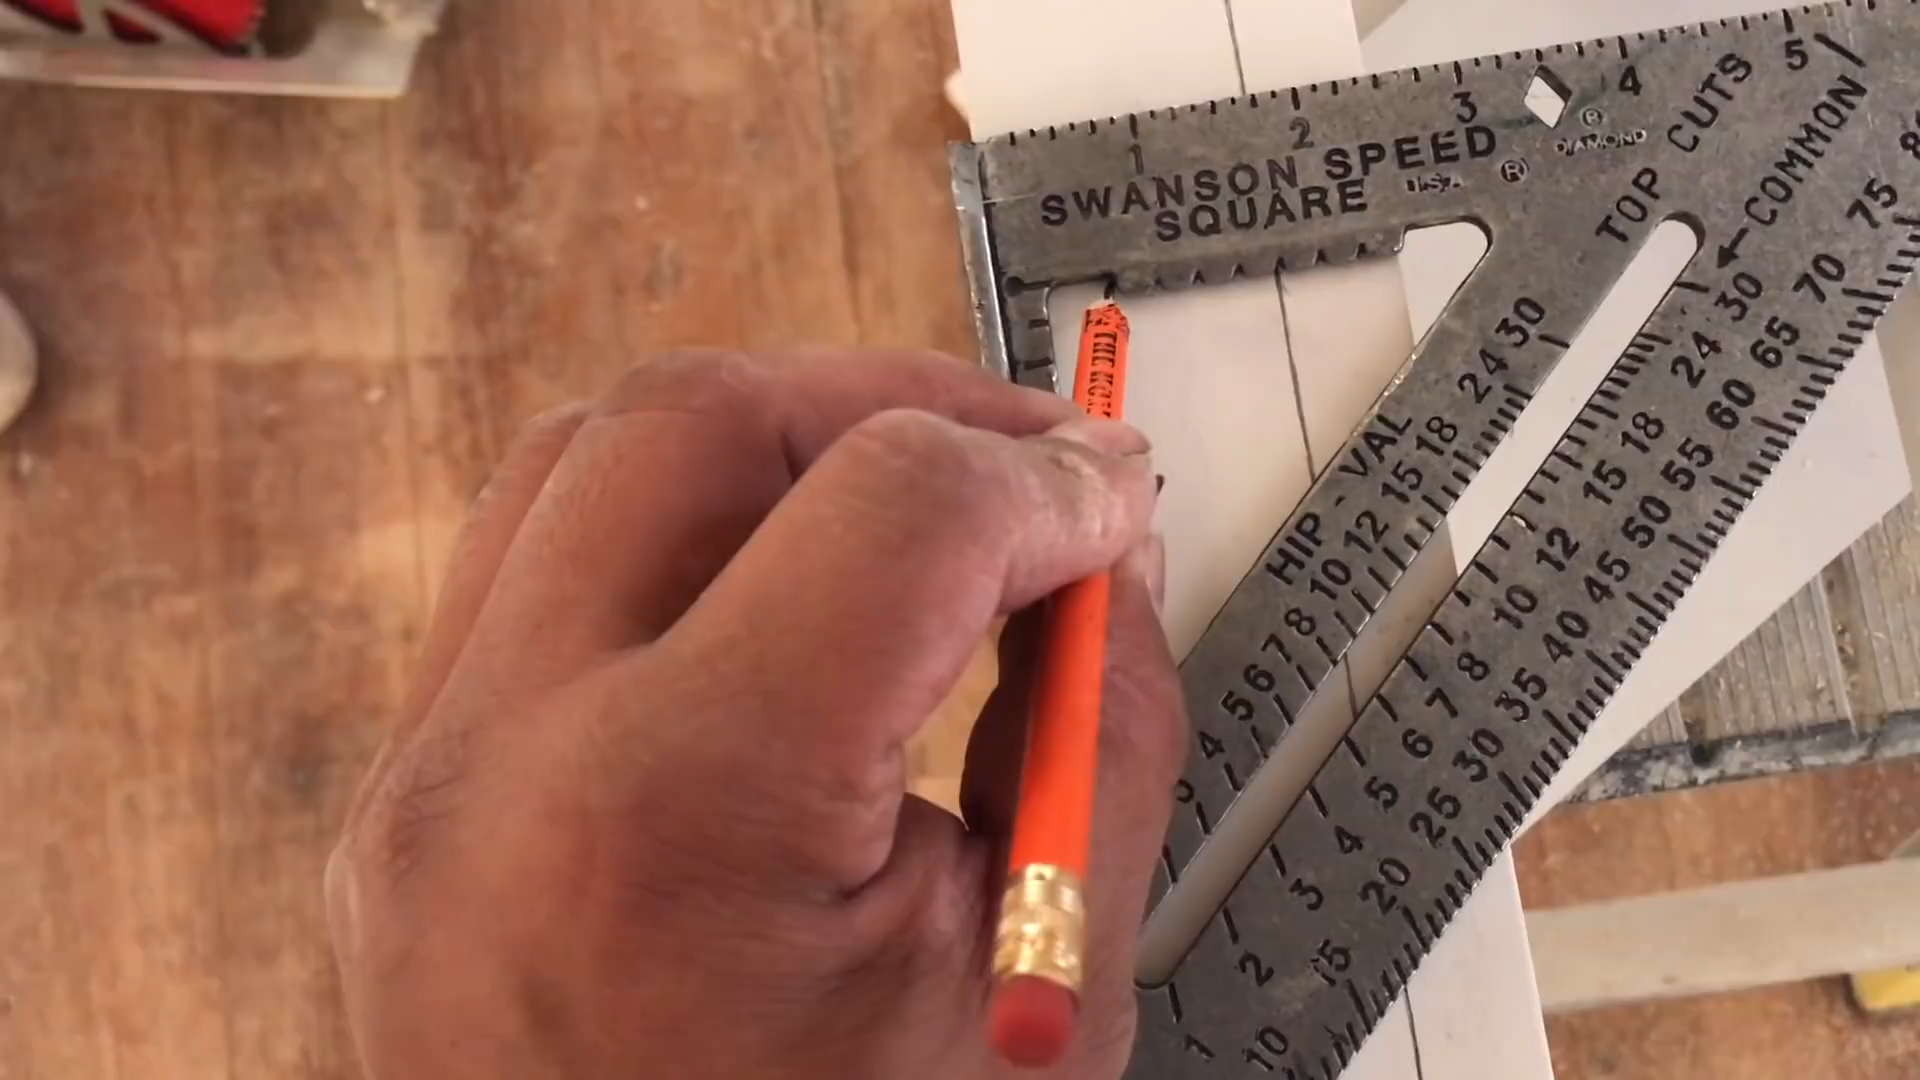 1 2 3 4 5
SWANSON SPEED ®
SQUARE
U.S.A.
®
DIAMOND
TOP CUTS
←COMMON
HIP - VAL
4 5 6 7 8 10 12 15 18 24 30
1 2 3 4 5 6 7 8 10 12 15 18 24 30
10 15 20 25 30 35 40 45 50 55 60 65 70 75